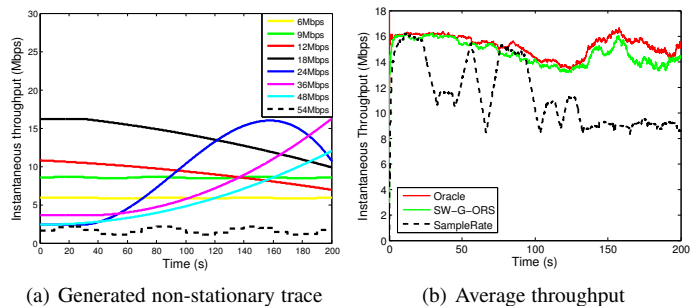 30
25
20
15
10
5
0
0 20 40 60 80 100 120 140 160 180 200
Time (s)
Instantaneous throughput (Mbps)
6Mbps
9Mbps
12Mbps
18Mbps
24Mbps
36Mbps
48Mbps
54Mbps
(a) Generated non-stationary trace
18
16
14
12
10
8
6
4
2
0
0 50 100 150 200
Time (s)
Instantaneous throughput (Mbps)
Oracle
SW-G-ORS
SampleRate
(b) Average throughput